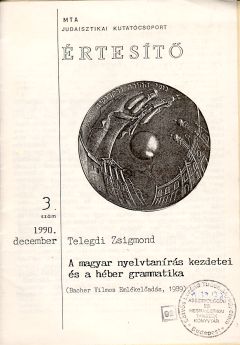 MTA
JUDAISZTIKAI KUTATÓCSOPORT
ÉRTESÍTŐ
3.
szám
1990.
december
Telegdi Zsigmond
A magyar nyelvtanírás kezdetei
és a héber grammatika
(Bacher Vilmos Emlékelőadás, 1989)